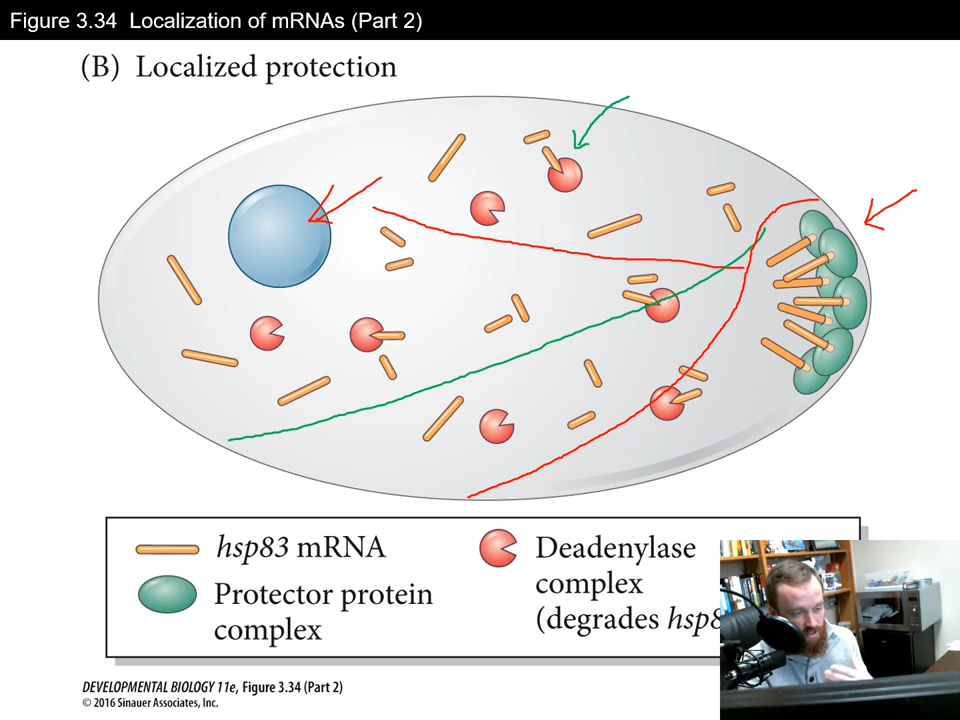 Figure 3.34 Localization of mRNAs (Part 2)
(B) Localized protection
hsp83 mRNA
Protector protein
complex
Deadenylase
complex
(degrades hsp8
DEVELOPMENTAL BIOLOGY 11e, Figure 3.34 (Part 2)
© 2016 Sinauer Associates, Inc.